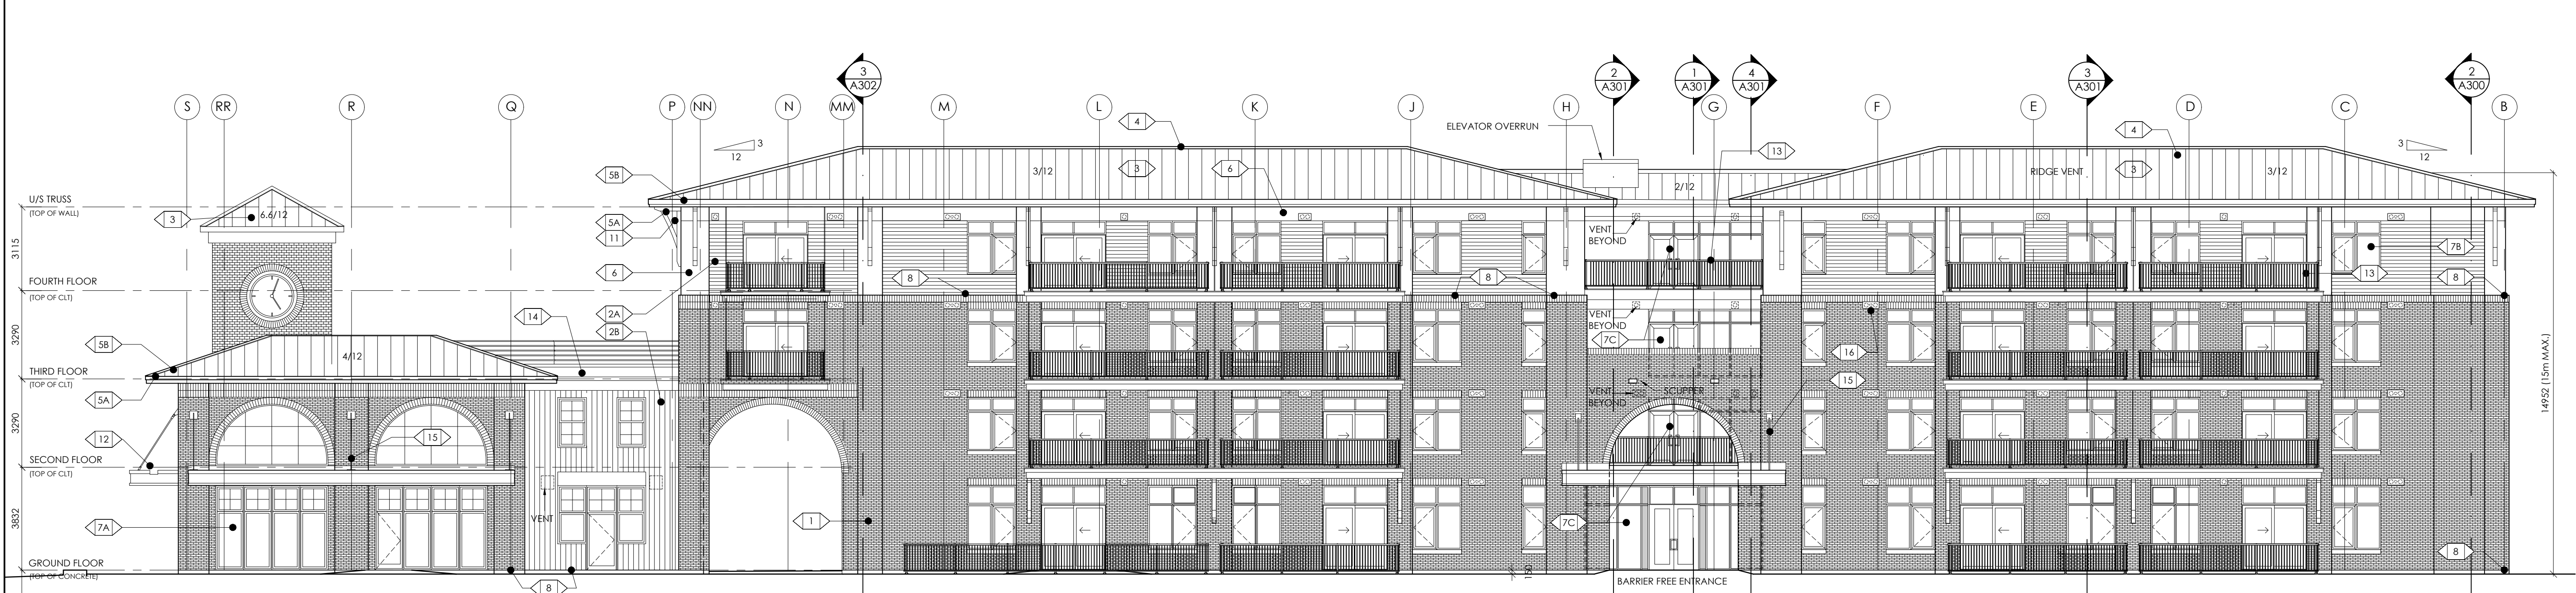 3
A302
2
A301
1
A301
4
A301
3
A301
2
A300
S
RR
R
Q
P
NN
N
MM
M
L
K
J
H
G
F
E
D
C
B
4
ELEVATOR OVERRUN
4
3
12
13
3
12
5B
3/12
3
6
2/12
RIDGE VENT
3
3/12
U/S TRUSS
(TOP OF WALL)
3
6.6/12
5A
11
VENT
BEYOND
7B
3115
6
8
8
13
8
FOURTH FLOOR
(TOP OF CLT)
14
2A
2B
VENT
BEYOND
7C
3290
5B
4/12
16
14952 (15m MAX.)
THIRD FLOOR
(TOP OF CLT)
5A
15
VENT
BEYOND
SCUPPER
3290
12
15
SECOND FLOOR
(TOP OF CLT)
3832
7A
VENT
1
7C
8
GROUND FLOOR
(TOP OF CONCRETE)
8
150
BARRIER FREE ENTRANCE